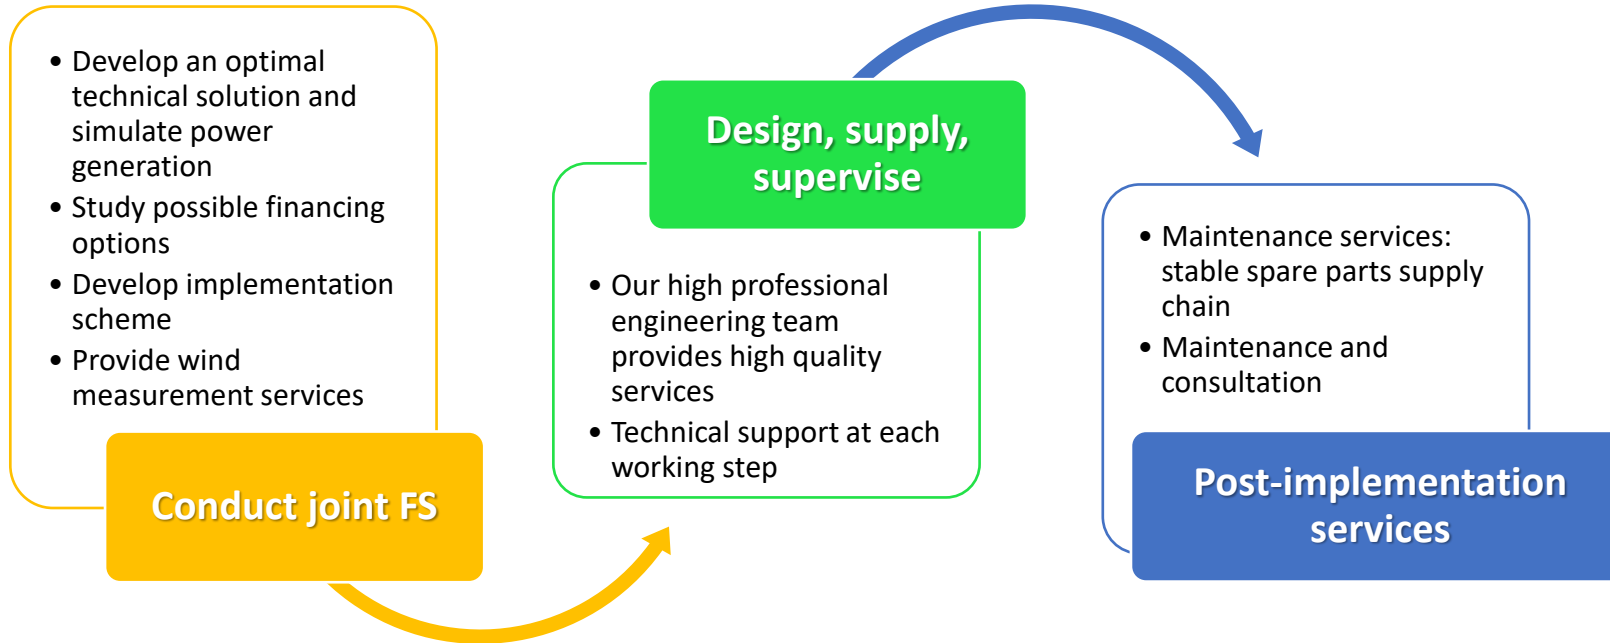 • Develop an optimal
technical solution and
simulate power
generation
• Study possible financing
options
• Develop implementation
scheme
• Provide wind
measurement services
Conduct joint FS
Design, supply,
supervise
• Our high professional
engineering team
provides high quality
services
• Technical support at each
working step
• Maintenance services:
stable spare parts supply
chain
• Maintenance and
consultation
Post-implementation
services